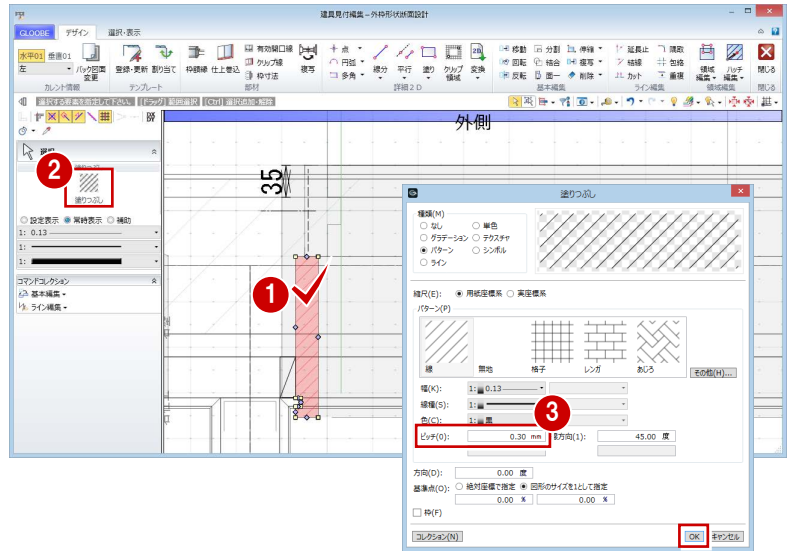 建具見付編集－外枠形状断面設計
GLOOBE デザイン 選択・表示
水平01 垂直01
左
バック図面
変更
登録・更新 割り当て
枠額縁 仕上巻込
有効開口線
クリップ線
枠寸法
複写
点
円弧
多角
線分 平行 塗り
クリップ
領域
変換
移動 分割 伸縮
回転 結合 複写
反転 面一 削除
延長止 隅取
結線 包絡
カット 重複
領域
編集
ハッチ
編集
閉じる
カレント情報 テンプレート 部材 詳細２Ｄ 基本編集 ライン編集 領域編集 閉じる
選択する要素を指定して下さい。 [ドラッグ] 範囲選択 [Ctrl] 選択追加・解除
選択
塗りつぶし
設定表示 常時表示 補助
1: 0.13
1:
1:
コマンドコレクション
基本編集
ライン編集
外側
35
1
2
3
塗りつぶし
種類(M)
なし 単色
グラデーション テクスチャ
パターン シンボル
ライン
縮尺(E): 用紙座標系 実座標系
パターン(P)
線 無地 格子 レンガ あじろ
その他(H)...
幅(K): 1: 0.13
線種(S): 1:
色(C): 1: 黒
ピッチ(O): 0.30 mm 線方向(1): 45.00 度
方向(D): 0.00 度
基準点(O): 絶対座標で指定 図形のサイズを1として指定
0.00 % 0.00 %
枠(F)
コレクション(N) OK キャンセル